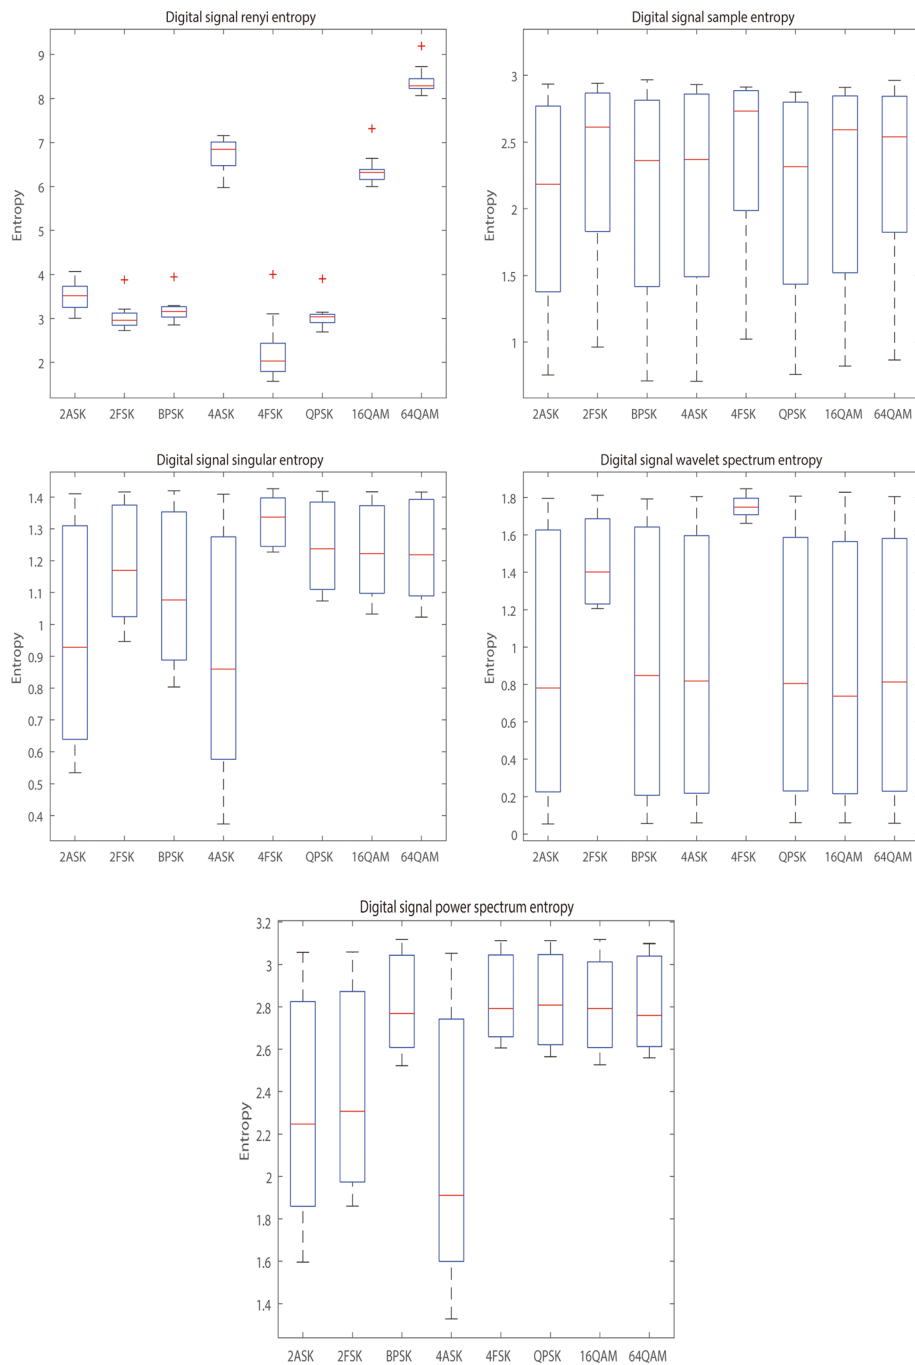 Digital signal renyi entropy
Entropy
9
8
7
6
5
4
3
2
2ASK 2FSK BPSK 4ASK 4FSK QPSK 16QAM 64QAM
Digital signal sample entropy
Entropy
3
2.5
2
1.5
1
2ASK 2FSK BPSK 4ASK 4FSK QPSK 16QAM 64QAM
Digital signal singular entropy
Entropy
1.4
1.3
1.2
1.1
1
0.9
0.8
0.7
0.6
0.5
0.4
2ASK 2FSK BPSK 4ASK 4FSK QPSK 16QAM 64QAM
Digital signal wavelet spectrum entropy
Entropy
1.8
1.6
1.4
1.2
1
0.8
0.6
0.4
0.2
0
2ASK 2FSK BPSK 4ASK 4FSK QPSK 16QAM 64QAM
Digital signal power spectrum entropy
Entropy
3.2
3
2.8
2.6
2.4
2.2
2
1.8
1.6
1.4
2ASK 2FSK BPSK 4ASK 4FSK QPSK 16QAM 64QAM